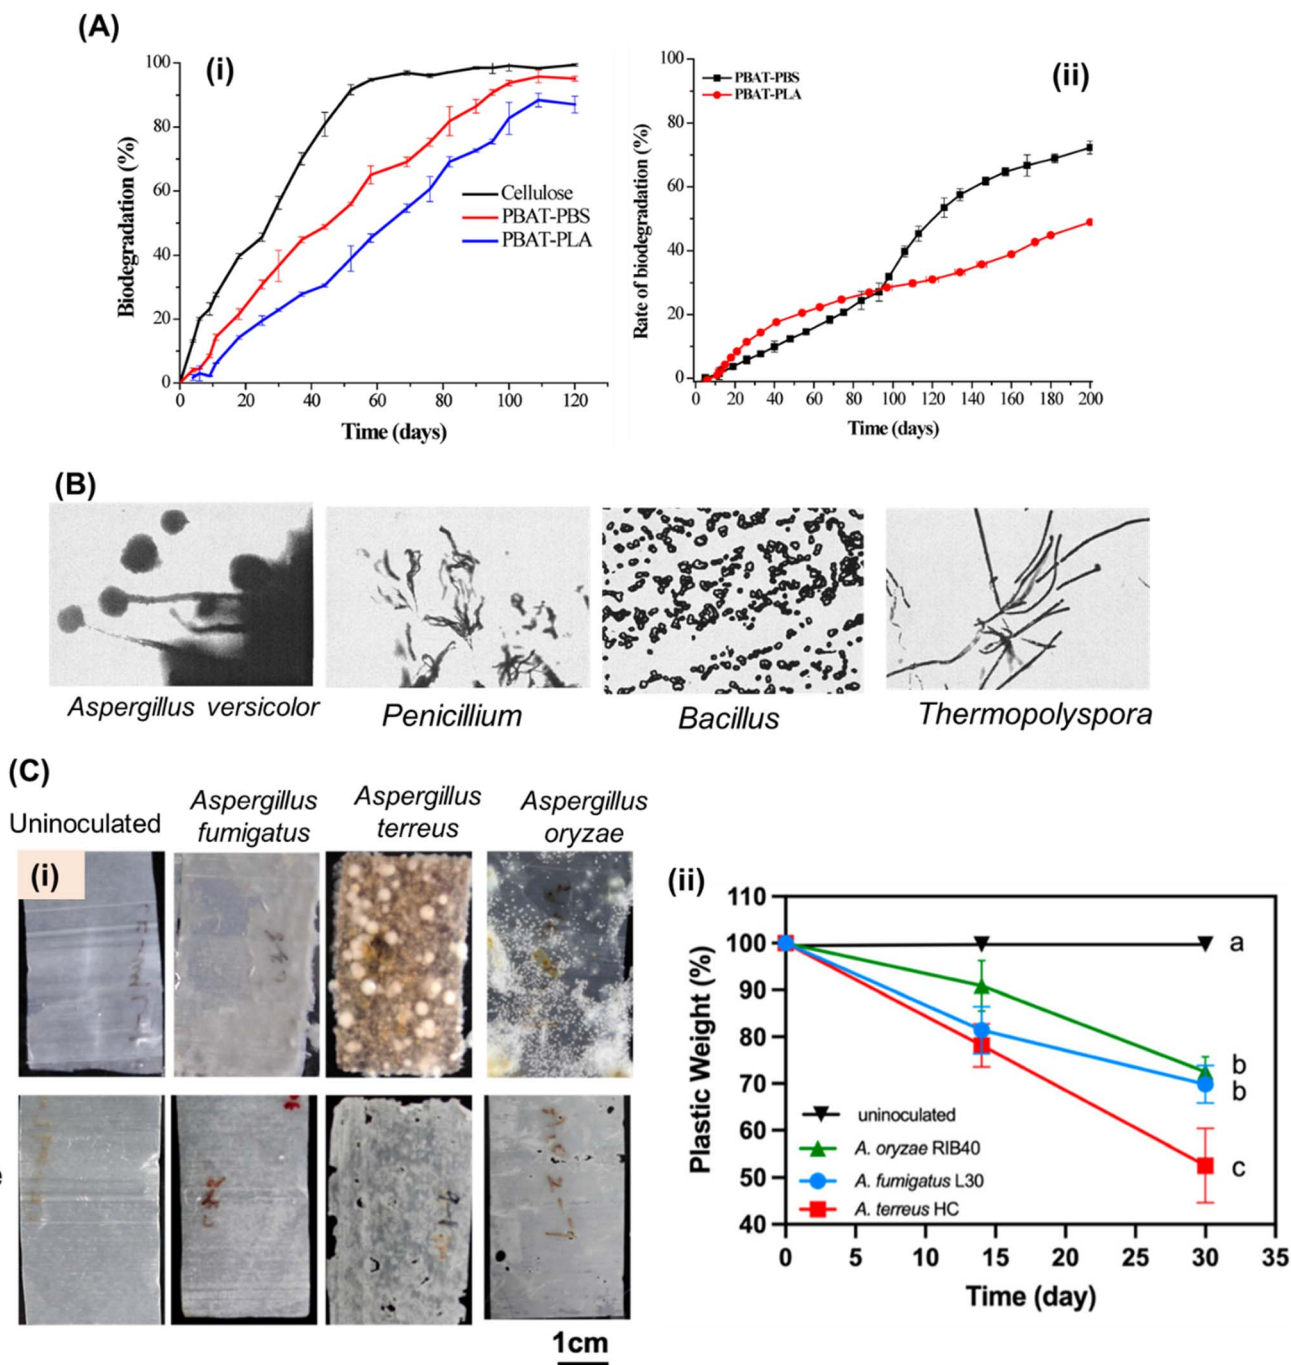 (A)
(i)
Biodegradation (%)
100
80
60
40
20
0
Cellulose
PBAT-PBS
PBAT-PLA
0 20 40 60 80 100 120
Time (days)
(ii)
Rate of biodegradation (%)
100
80
60
40
20
0
PBAT-PBS
PBAT-PLA
0 20 40 60 80 100 120 140 160 180 200
Time (days)
(B)
Aspergillus versicolor
Penicillium
Bacillus
Thermopolyspora
(C)
Uninoculated
Aspergillus
fumigatus
Aspergillus
terreus
Aspergillus
oryzae
(i)
1cm
(ii)
Plastic Weight (%)
110
100
90
80
70
60
50
40
a
b
b
c
uninoculated
A. oryzae RIB40
A. fumigatus L30
A. terreus HC
0 5 10 15 20 25 30 35
Time (day)